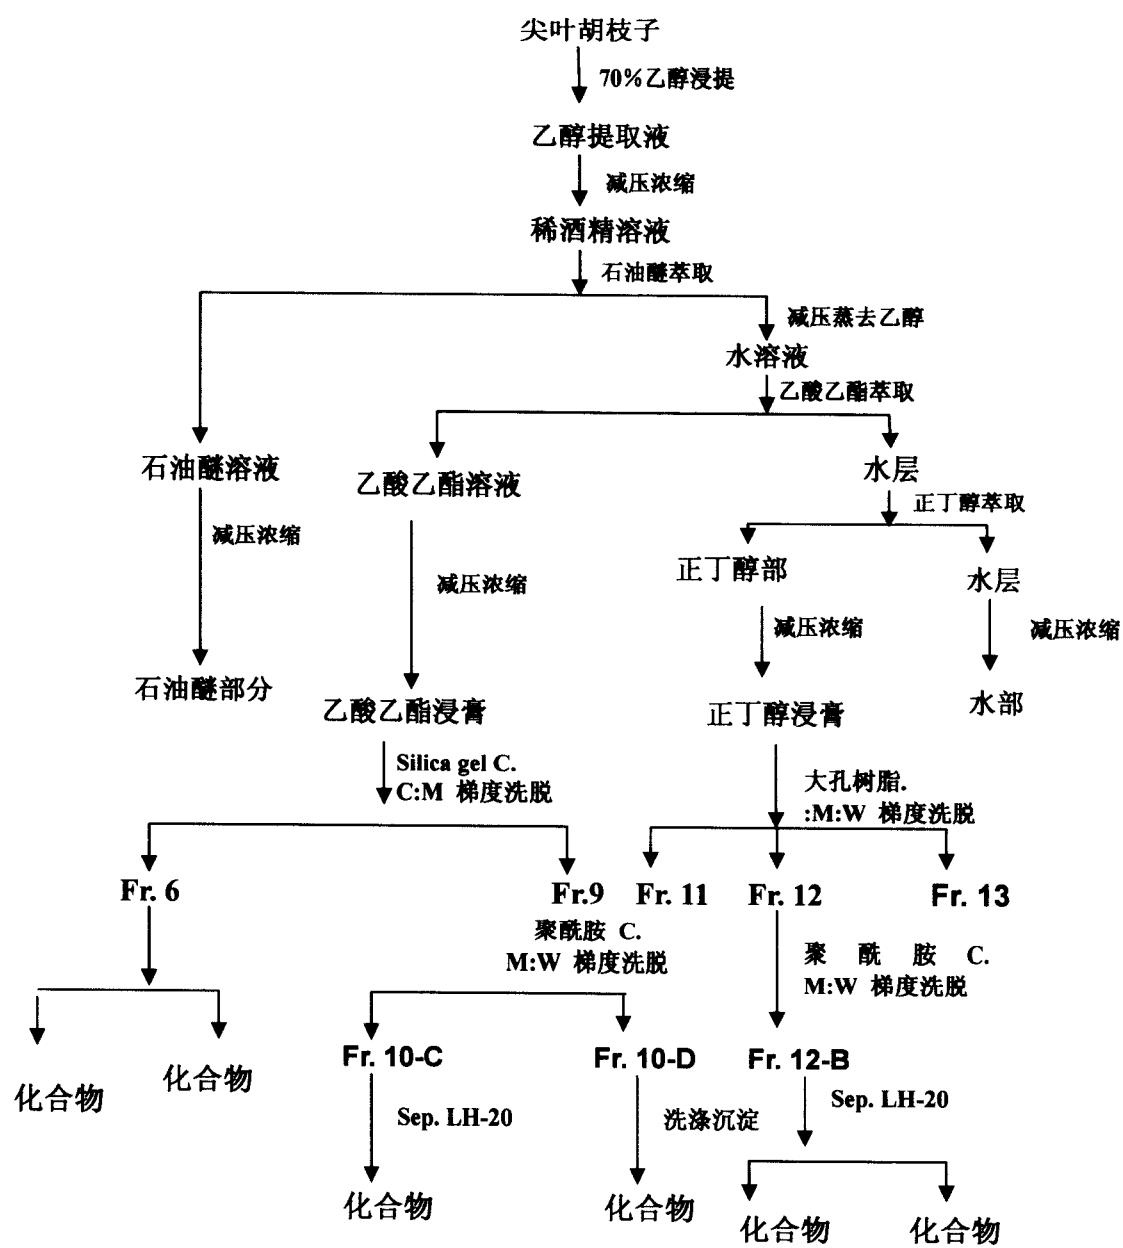 尖叶胡枝子
70%乙醇浸提
乙醇提取液
减压浓缩
稀酒精溶液
石油醚萃取
减压蒸去乙醇
水溶液
乙酸乙酯萃取
石油醚溶液
乙酸乙酯溶液
水层
正丁醇萃取
减压浓缩
减压浓缩
正丁醇部
水层
减压浓缩
减压浓缩
石油醚部分
乙酸乙酯浸膏
正丁醇浸膏
水部
Silica gel C.
C:M 梯度洗脱
大孔树脂.
:M:W 梯度洗脱
Fr. 6
Fr.9
Fr. 11
Fr. 12
Fr. 13
聚酰胺 C.
M:W 梯度洗脱
聚 酰 胺 C.
M:W 梯度洗脱
Fr. 10-C
Fr. 10-D
Fr. 12-B
化合物
化合物
Sep. LH-20
洗涤沉淀
Sep. LH-20
化合物
化合物
化合物
化合物